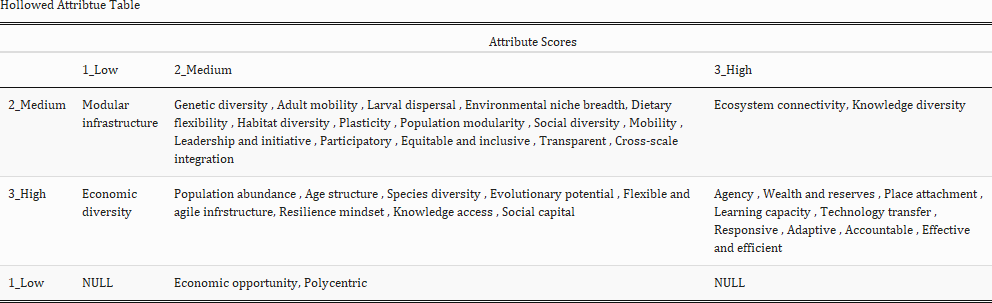 Hollowed Attribtue Table
Attribute Scores
1_Low 2_Medium 3_High
2_Medium Modular infrastructure Genetic diversity , Adult mobility , Larval dispersal , Environmental niche breadth, Dietary flexibility , Habitat diversity , Plasticity , Population modularity , Social diversity , Mobility , Leadership and initiative , Participatory , Equitable and inclusive , Transparent , Cross-scale integration Ecosystem connectivity, Knowledge diversity
3_High Economic diversity Population abundance , Age structure , Species diversity , Evolutionary potential , Flexible and agile infrstructure, Resilience mindset , Knowledge access , Social capital Agency , Wealth and reserves , Place attachment , Learning capacity , Technology transfer , Responsive , Adaptive , Accountable , Effective and efficient
1_Low NULL Economic opportunity, Polycentric NULL